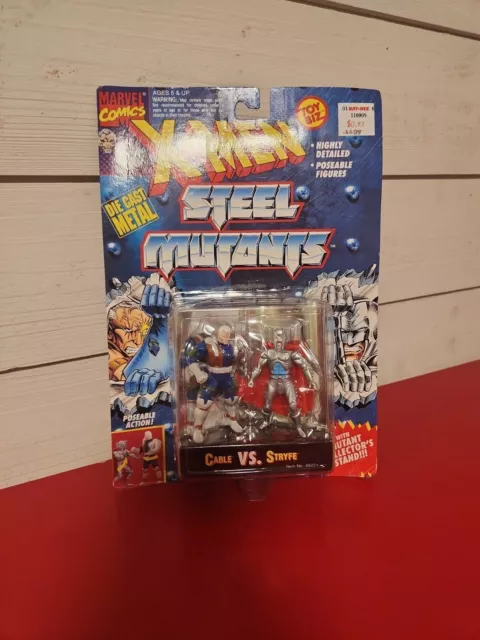 MARVEL
COMICS
AGES 5 & UP
X-MEN
TOY
BIZ
• HIGHLY
DETAILED
• POSEABLE
FIGURES
DIE CAST
METAL
STEEL
MUTANTS
POSEABLE
ACTION!
CABLE VS. STRYFE
WITH
MUTANT
COLLECTOR'S
STAND!!!